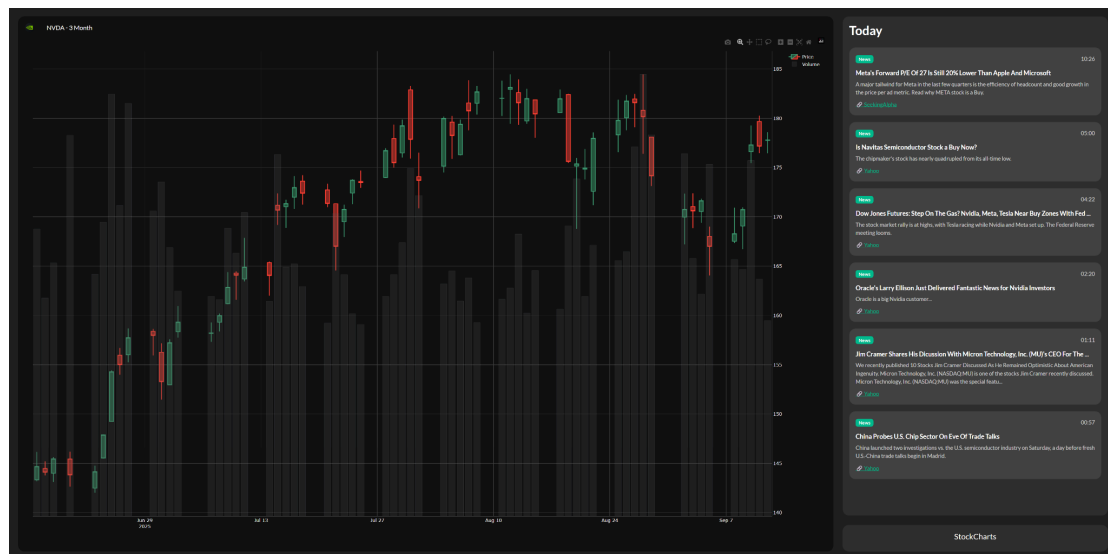 NVDA - 3 Month
Price
Volume
185
180
175
170
165
160
155
150
145
140
Jun 29
2025
Jul 13
Jul 27
Aug 10
Aug 24
Sep 7
Today
News
10:26
Meta's Forward P/E Of 27 Is Still 20% Lower Than Apple And Microsoft
A major tailwind for Meta in the last few quarters is the efficiency of headcount and good growth in
the price per ad metric. Read why META stock is a Buy.
SeekingAlpha
News
05:00
Is Navitas Semiconductor Stock a Buy Now?
The chipmaker's stock has nearly quadrupled from its all-time low.
Yahoo
News
04:22
Dow Jones Futures: Step On The Gas? Nvidia, Meta, Tesla Near Buy Zones With Fed ...
The stock market rally is at highs, with Tesla racing while Nvidia and Meta set up. The Federal Reserve
meeting looms.
Yahoo
News
02:20
Oracle's Larry Ellison Just Delivered Fantastic News for Nvidia Investors
Oracle is a big Nvidia customer...
Yahoo
News
01:11
Jim Cramer Shares His Dicussion With Micron Technology, Inc. (MU)'s CEO For The ...
We recently published 10 Stocks Jim Cramer Discussed As He Remained Optimistic About American
Ingenuity. Micron Technology, Inc. (NASDAQ:MU) is one of the stocks Jim Cramer recently discussed.
Micron Technology, Inc. (NASDAQ:MU) was the special featu...
Yahoo
News
00:57
China Probes U.S. Chip Sector On Eve Of Trade Talks
China launched two investigations vs. the U.S. semiconductor industry on Saturday, a day before fresh
U.S.-China trade talks begin in Madrid.
Yahoo
StockCharts